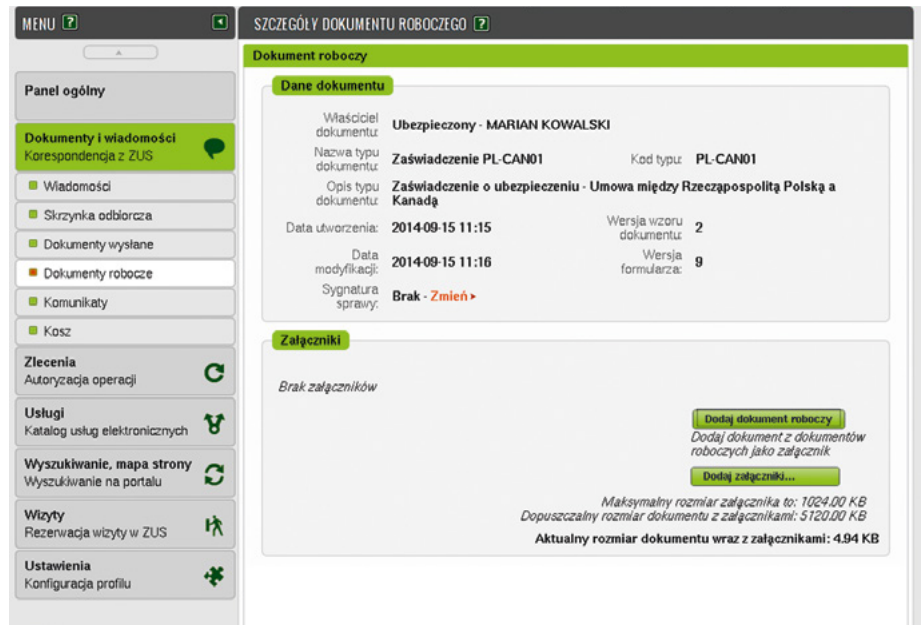 MENU ?
Panel ogólny
Dokumenty i wiadomości
Korespondencja z ZUS
Wiadomości
Skrzynka odbiorcza
Dokumenty wysłane
Dokumenty robocze
Komunikaty
Kosz
Zlecenia
Autoryzacja operacji
Usługi
Katalog usług elektronicznych
Wyszukiwanie, mapa strony
Wyszukiwanie na portalu
Wizyty
Rezerwacja wizyty w ZUS
Ustawienia
Konfiguracja profilu
SZCZEGÓŁY DOKUMENTU ROBOCZEGO ?
Dokument roboczy
Dane dokumentu
Właściciel
dokumentu: Ubezpieczony - MARIAN KOWALSKI
Nazwa typu
dokumentu: Zaświadczenie PL-CAN01 Kod typu: PL-CAN01
Opis typu
dokumentu: Zaświadczenie o ubezpieczeniu - Umowa między Rzecząpospolitą Polską a
Kanadą
Data utworzenia: 2014-09-15 11:15 Wersja wzoru
dokumentu: 2
Data
modyfikacji: 2014-09-15 11:16 Wersja
formularza: 9
Sygnatura
sprawy: Brak - Zmień
Załączniki
Brak załączników
Dodaj dokument roboczy
Dodaj dokument z dokumentów
roboczych jako załącznik
Dodaj załączniki...
Maksymalny rozmiar załącznika to: 1024.00 KB
Dopuszczalny rozmiar dokumentu z załącznikami: 5120.00 KB
Aktualny rozmiar dokumentu wraz z załącznikami: 4.94 KB